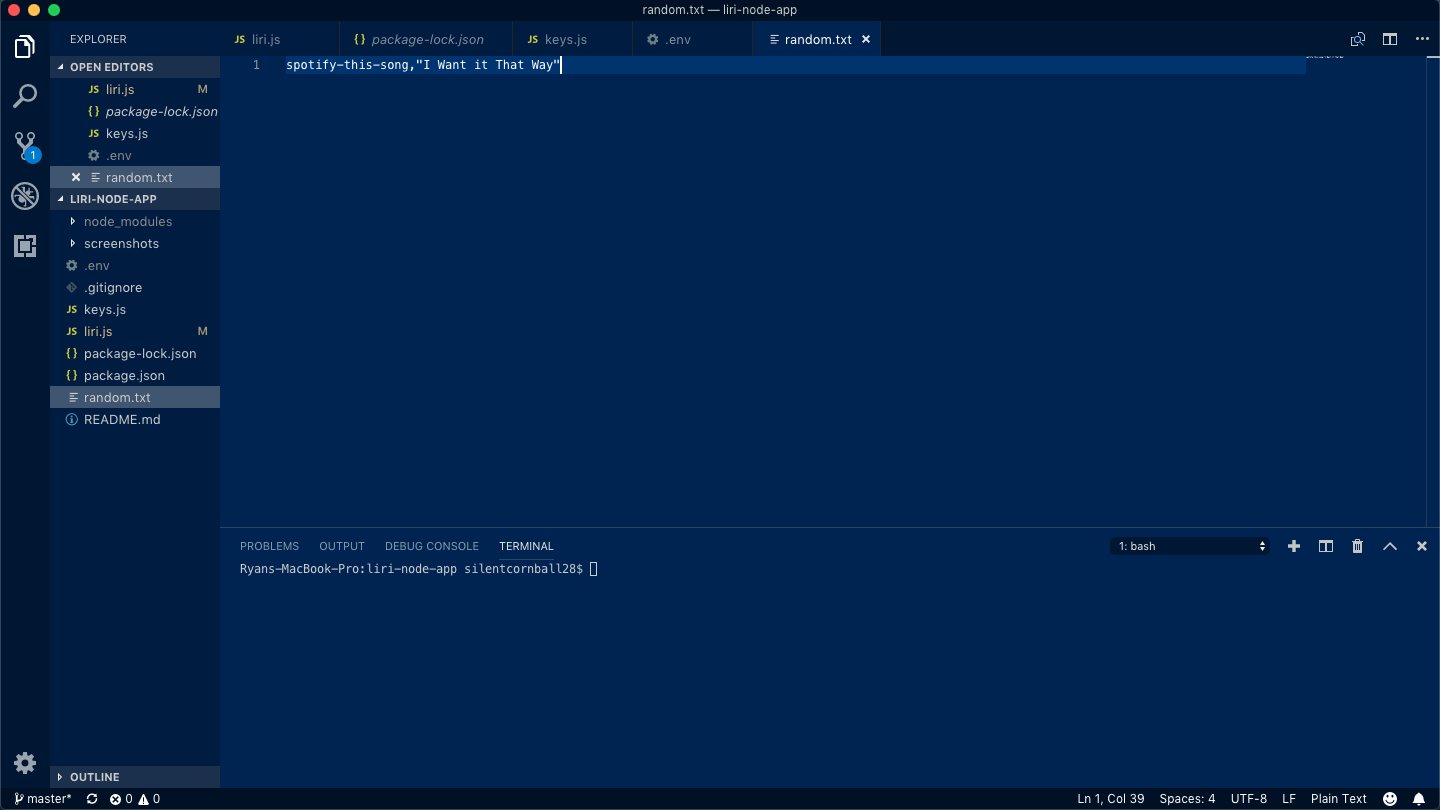 random.txt — liri-node-app
EXPLORER
JS liri.js
{ } package-lock.json
JS keys.js
.env
random.txt
OPEN EDITORS
JS liri.js M
{ } package-lock.json
JS keys.js
.env
random.txt
LIRI-NODE-APP
node_modules
screenshots
.env
.gitignore
JS keys.js
JS liri.js M
{ } package-lock.json
{ } package.json
random.txt
README.md
OUTLINE
1
1 spotify-this-song,"I Want it That Way"
PROBLEMS OUTPUT DEBUG CONSOLE TERMINAL
1: bash
Ryans-MacBook-Pro:liri-node-app silentcornball28$
master* 0 0 Ln 1, Col 39 Spaces: 4 UTF-8 LF Plain Text